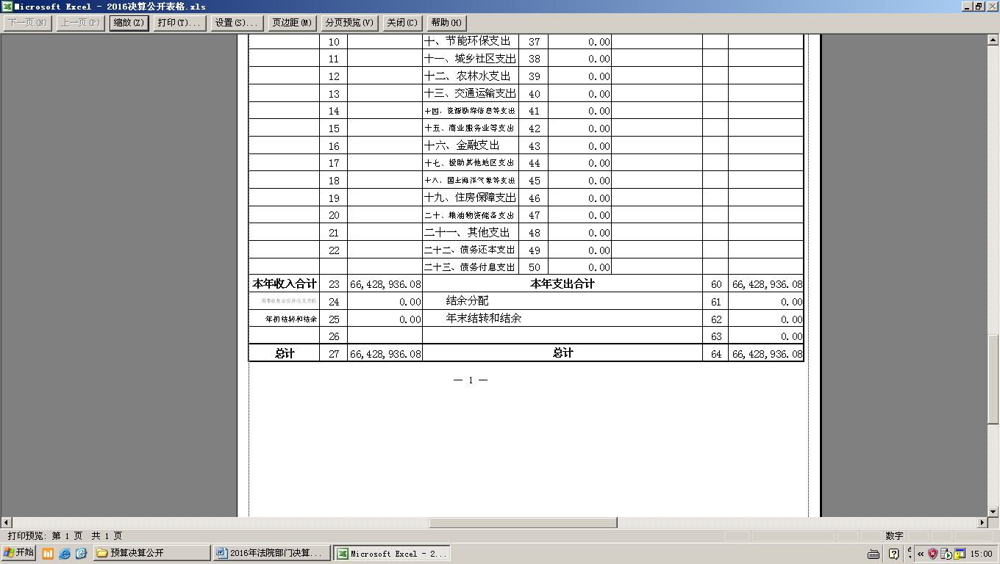 Microsoft Excel - 2016决算公开表格.xls
下一页(N) 上一页(P) 缩放(Z) 打印(T)... 设置(S)... 页边距(M) 分页预览(V) 关闭(C) 帮助(H)
10 十、节能环保支出 37 0.00
11 十一、城乡社区支出 38 0.00
12 十二、农林水支出 39 0.00
13 十三、交通运输支出 40 0.00
14 十四、资源勘探信息等支出 41 0.00
15 十五、商业服务业等支出 42 0.00
16 十六、金融支出 43 0.00
17 十七、援助其他地区支出 44 0.00
18 十八、国土海洋气象等支出 45 0.00
19 十九、住房保障支出 46 0.00
20 二十、粮油物资储备支出 47 0.00
21 二十一、其他支出 48 0.00
22 二十二、债务还本支出 49 0.00
二十三、债务付息支出 50 0.00
本年收入合计 23 66,428,936.08 本年支出合计 60 66,428,936.08
用事业基金弥补收支差额 24 0.00 结余分配 61 0.00
年初结转和结余 25 0.00 年末结转和结余 62 0.00
26 63 0.00
总计 27 66,428,936.08 总计 64 66,428,936.08
— 1 —
打印预览: 第 1 页 共 1 页 数字
开始 预算决算公开 2016年法院部门决算... Microsoft Excel - 2... 15:00